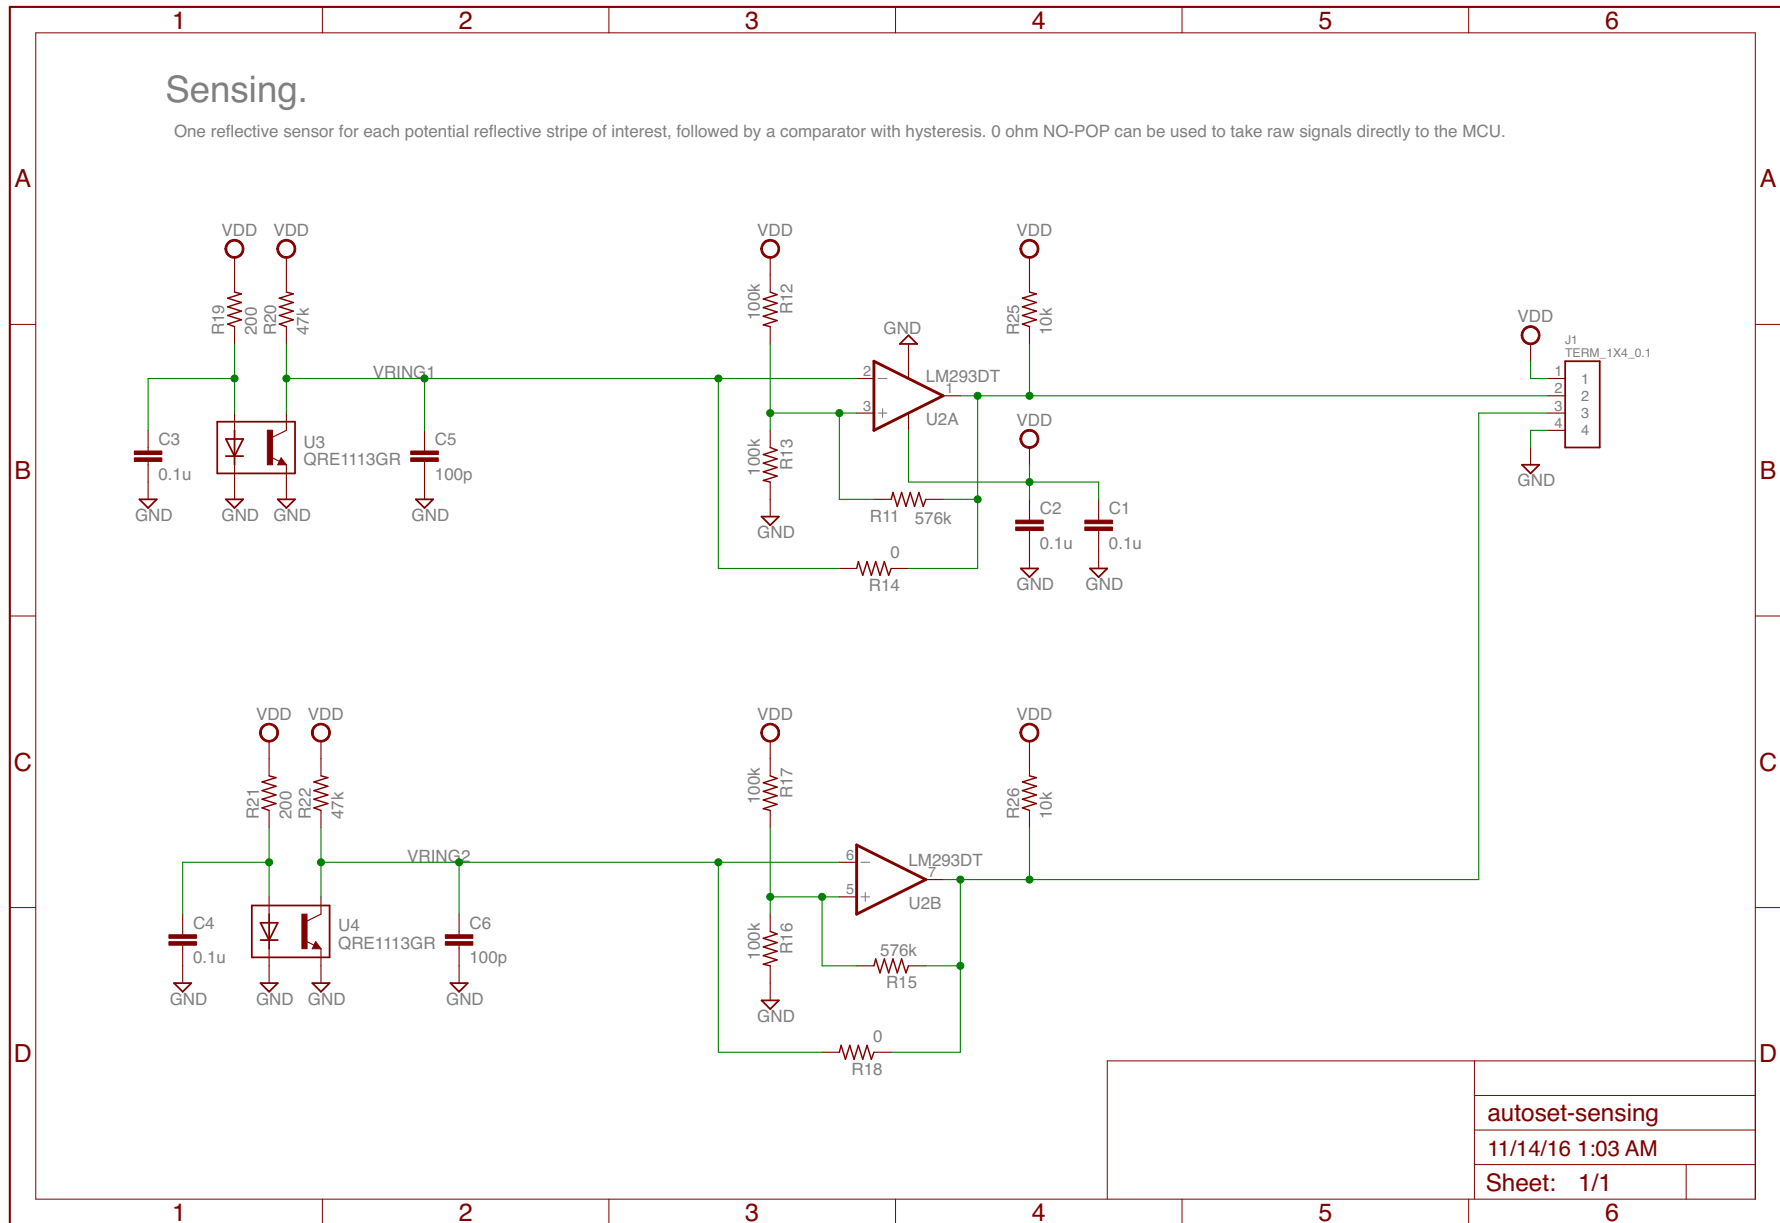 1 2 3 4 5 6
Sensing.
One reflective sensor for each potential reflective stripe of interest, followed by a comparator with hysteresis. 0 ohm NO-POP can be used to take raw signals directly to the MCU.
A A
VDD VDD VDD VDD
R19 200 R20 47k 100k R12 R25 10k
GND
VDD
J1
TERM_1X4_0.1
VRING1
2 LM293DT
1
3
U2A
1 1
2 2
3 3
4 4
GND
VDD
C3
0.1u
U3
QRE1113GR
C5
100p
100k R13
B B
GND GND GND GND GND
R11 576k
C2
0.1u
C1
0.1u
0
R14
GND GND
VDD VDD VDD VDD
C C
R21 200 R22 47k 100k R17 R26 10k
VRING2
6 LM293DT
7
5
U2B
C4
0.1u
U4
QRE1113GR
C6
100p
100k R16
576k
R15
GND GND GND GND GND
0
R18
D D
autoset-sensing
11/14/16 1:03 AM
Sheet: 1/1
1 2 3 4 5 6